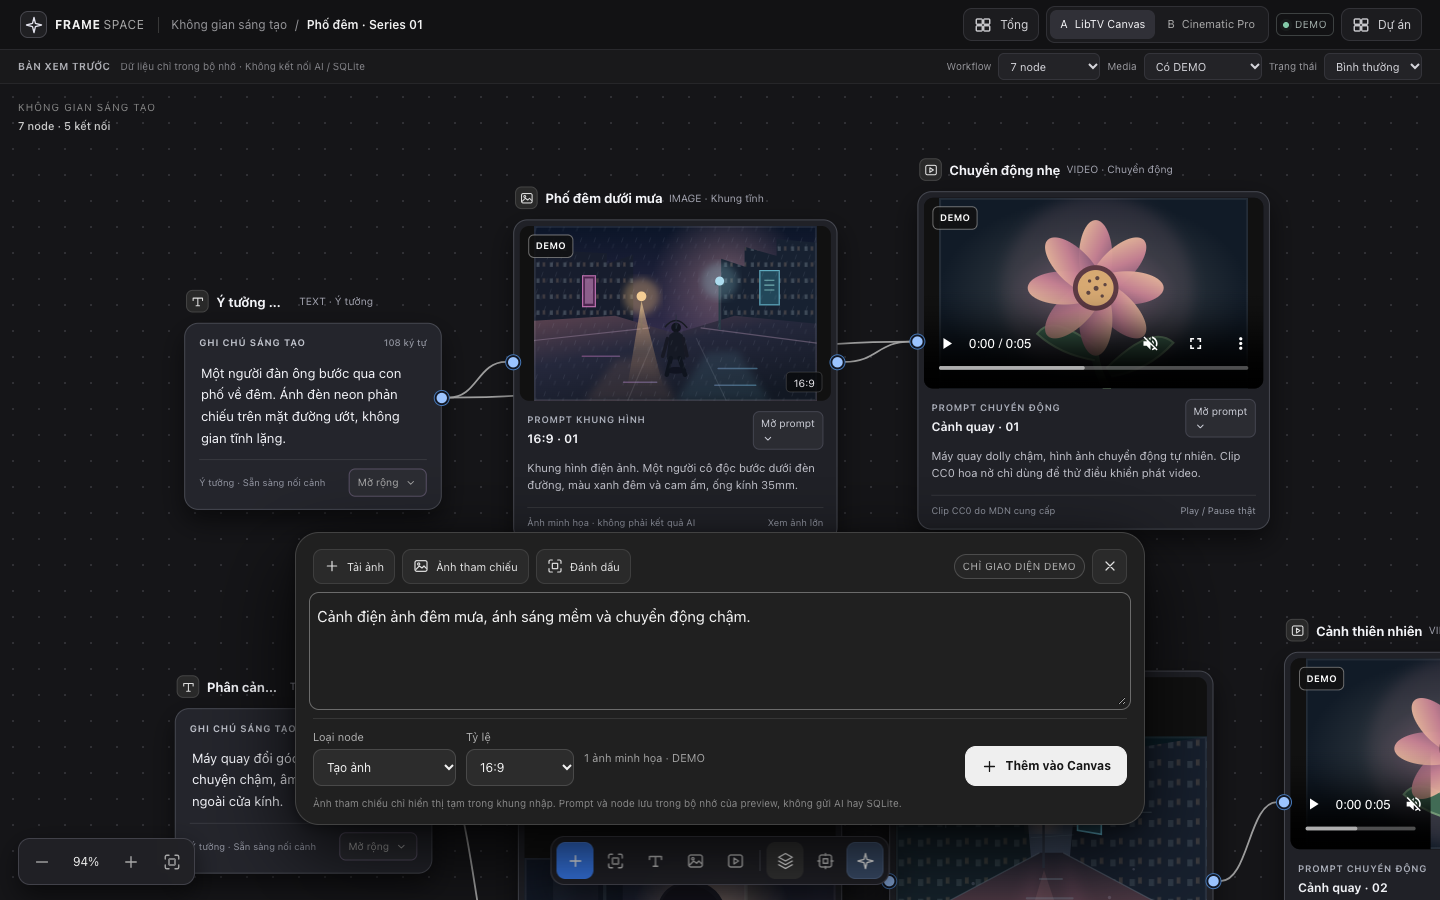 FRAME SPACE
Không gian sáng tạo / Phố đêm · Series 01
Tổng
A LibTV Canvas
B Cinematic Pro
DEMO
Dự án
BẢN XEM TRƯỚC
Dữ liệu chỉ trong bộ nhớ · Không kết nối AI / SQLite
Workflow
7 node
Media
Có DEMO
Trạng thái
Bình thường
KHÔNG GIAN SÁNG TẠO
7 node · 5 kết nối
Chuyển động nhẹ
VIDEO · Chuyển động
DEMO
0:00 / 0:05
PROMPT CHUYỂN ĐỘNG
Cảnh quay · 01
Mở prompt
Máy quay dolly chậm, hình ảnh chuyển động tự nhiên. Clip
CC0 hoa nở chỉ dùng để thử điều khiển phát video.
Clip CC0 do MDN cung cấp
Play / Pause thật
Phố đêm dưới mưa
IMAGE · Khung tĩnh
DEMO
16:9
PROMPT KHUNG HÌNH
16:9 · 01
Mở prompt
Khung hình điện ảnh. Một người cô độc bước dưới đèn
đường, màu xanh đêm và cam ấm, ống kính 35mm.
Ảnh minh họa · không phải kết quả AI
Xem ảnh lớn
Ý tưởng ...
TEXT · Ý tưởng
GHI CHÚ SÁNG TẠO
108 ký tự
Một người đàn ông bước qua con
phố về đêm. Ánh đèn neon phản
chiếu trên mặt đường ướt, không
gian tĩnh lặng.
Ý tưởng · Sẵn sàng nối cảnh
Mở rộng
Tải ảnh
Ảnh tham chiếu
Đánh dấu
CHỈ GIAO DIỆN DEMO
Cảnh điện ảnh đêm mưa, ánh sáng mềm và chuyển động chậm.
Loại node
Tạo ảnh
Tỷ lệ
16:9
1 ảnh minh họa · DEMO
Thêm vào Canvas
Ảnh tham chiếu chỉ hiển thị tạm trong khung nhập. Prompt và node lưu trong bộ nhớ của preview, không gửi AI hay SQLite.
Phân cản...
GHI CHÚ SÁNG TẠO
Máy quay đổi góc
chuyện chậm, âm
ngoài cửa kính.
tưởng · Sẵn sàng nối cảnh
Mở rộng
Cảnh thiên nhiên
DEMO
0:00 0:05
PROMPT CHUYỂN ĐỘNG
Cảnh quay · 02
94%